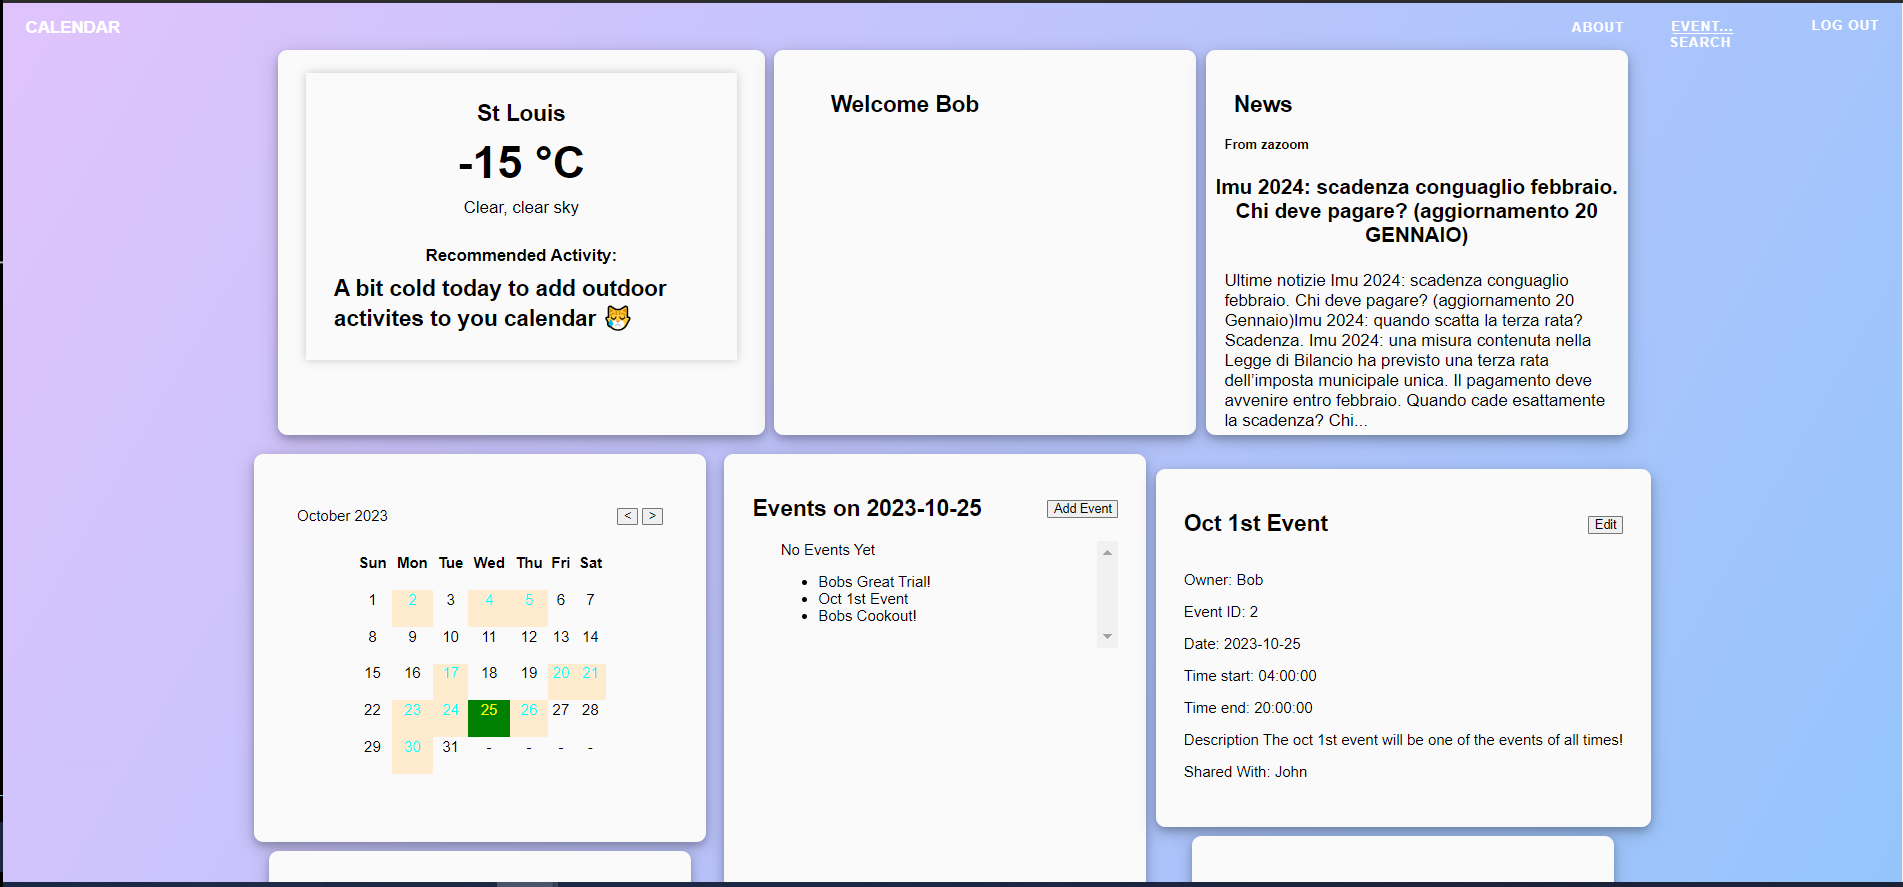 CALENDAR
ABOUT
EVENT...
SEARCH
LOG OUT
St Louis
-15 °C
Clear, clear sky
Recommended Activity:
A bit cold today to add outdoor
activites to you calendar 😿
Welcome Bob
News
From zazoom
Imu 2024: scadenza conguaglio febbraio.
Chi deve pagare? (aggiornamento 20
GENNAIO)
Ultime notizie Imu 2024: scadenza conguaglio
febbraio. Chi deve pagare? (aggiornamento 20
Gennaio)Imu 2024: quando scatta la terza rata?
Scadenza. Imu 2024: una misura contenuta nella
Legge di Bilancio ha previsto una terza rata
dell'imposta municipale unica. Il pagamento deve
avvenire entro febbraio. Quando cade esattamente
la scadenza? Chi...
October 2023 < >
Sun Mon Tue Wed Thu Fri Sat
1 2 3 4 5 6 7
8 9 10 11 12 13 14
15 16 17 18 19 20 21
22 23 24 25 26 27 28
29 30 31 - - - -
Events on 2023-10-25
Add Event
No Events Yet
• Bobs Great Trial!
• Oct 1st Event
• Bobs Cookout!
Oct 1st Event
Edit
Owner: Bob
Event ID: 2
Date: 2023-10-25
Time start: 04:00:00
Time end: 20:00:00
Description The oct 1st event will be one of the events of all times!
Shared With: John